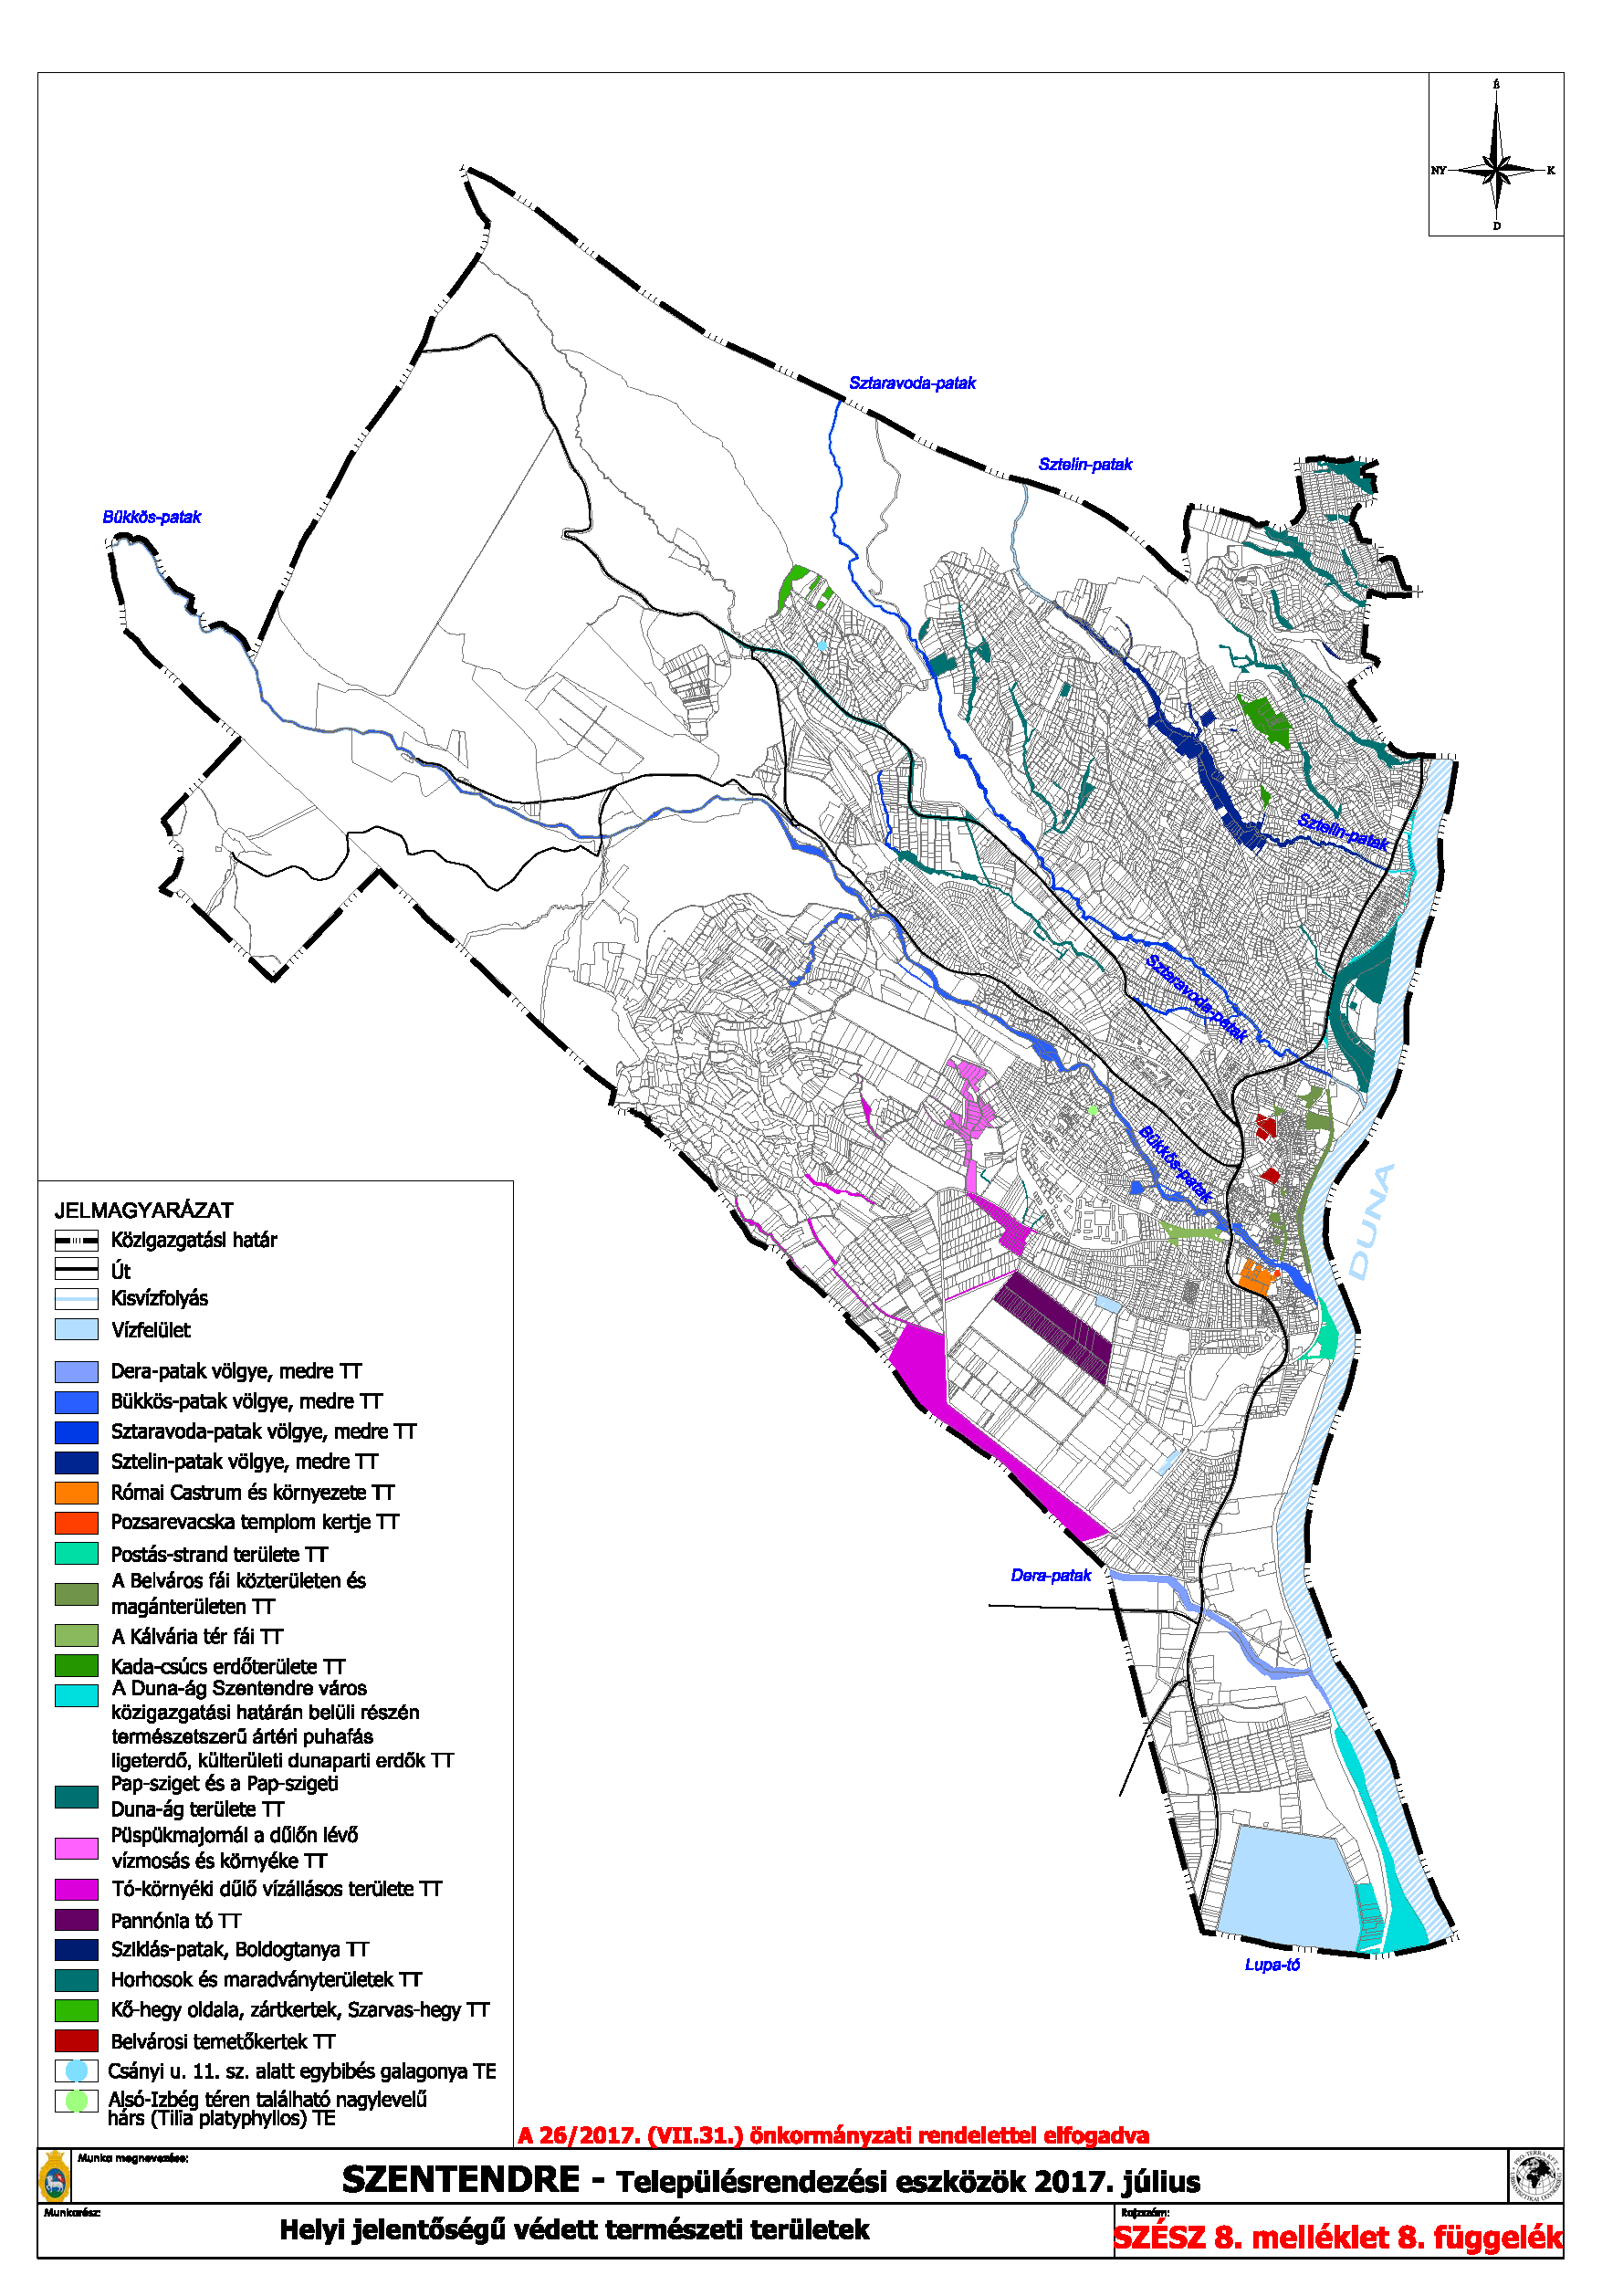 É
NY
K
D
Sztaravoda-patak
Sztelin-patak
Bükkös-patak
Sztelin-patak
Sztaravoda-patak
Bükkös-patak
DUNA
Dera-patak
Lupa-tó
JELMAGYARÁZAT
Közigazgatási határ
Út
Kisvízfolyás
Vízfelület
Dera-patak völgye, medre TT
Bükkös-patak völgye, medre TT
Sztaravoda-patak völgye, medre TT
Sztelin-patak völgye, medre TT
Római Castrum és környezete TT
Pozsarevacska templom kertje TT
Postás-strand területe TT
A Belváros fái közterületen és
magánterületen TT
A Kálvária tér fái TT
Kada-csúcs erdőterülete TT
A Duna-ág Szentendre város
közigazgatási határán belüli részén
természetszerű ártéri puhafás
ligeterdő, külterületi dunaparti erdők TT
Pap-sziget és a Pap-szigeti
Duna-ág területe TT
Püspükmajornál a dűlőn lévő
vízmosás és környéke TT
Tó-környéki dűlő vízállásos területe TT
Pannónia tó TT
Sziklás-patak, Boldogtanya TT
Horhosok és maradványterületek TT
Kő-hegy oldala, zártkertek, Szarvas-hegy TT
Belvárosi temetőkertek TT
Csányi u. 11. sz. alatt egybibés galagonya TE
Alsó-Izbég téren található nagylevelű
hárs (Tilia platyphyllos) TE
A 26/2017. (VII.31.) önkormányzati rendelettel elfogadva
Munka megnevezése:
SZENTENDRE - Településrendezési eszközök 2017. július
Munkarész:
Helyi jelentőségű védett természeti területek
Rajzszám:
SZÉSZ 8. melléklet 8. függelék